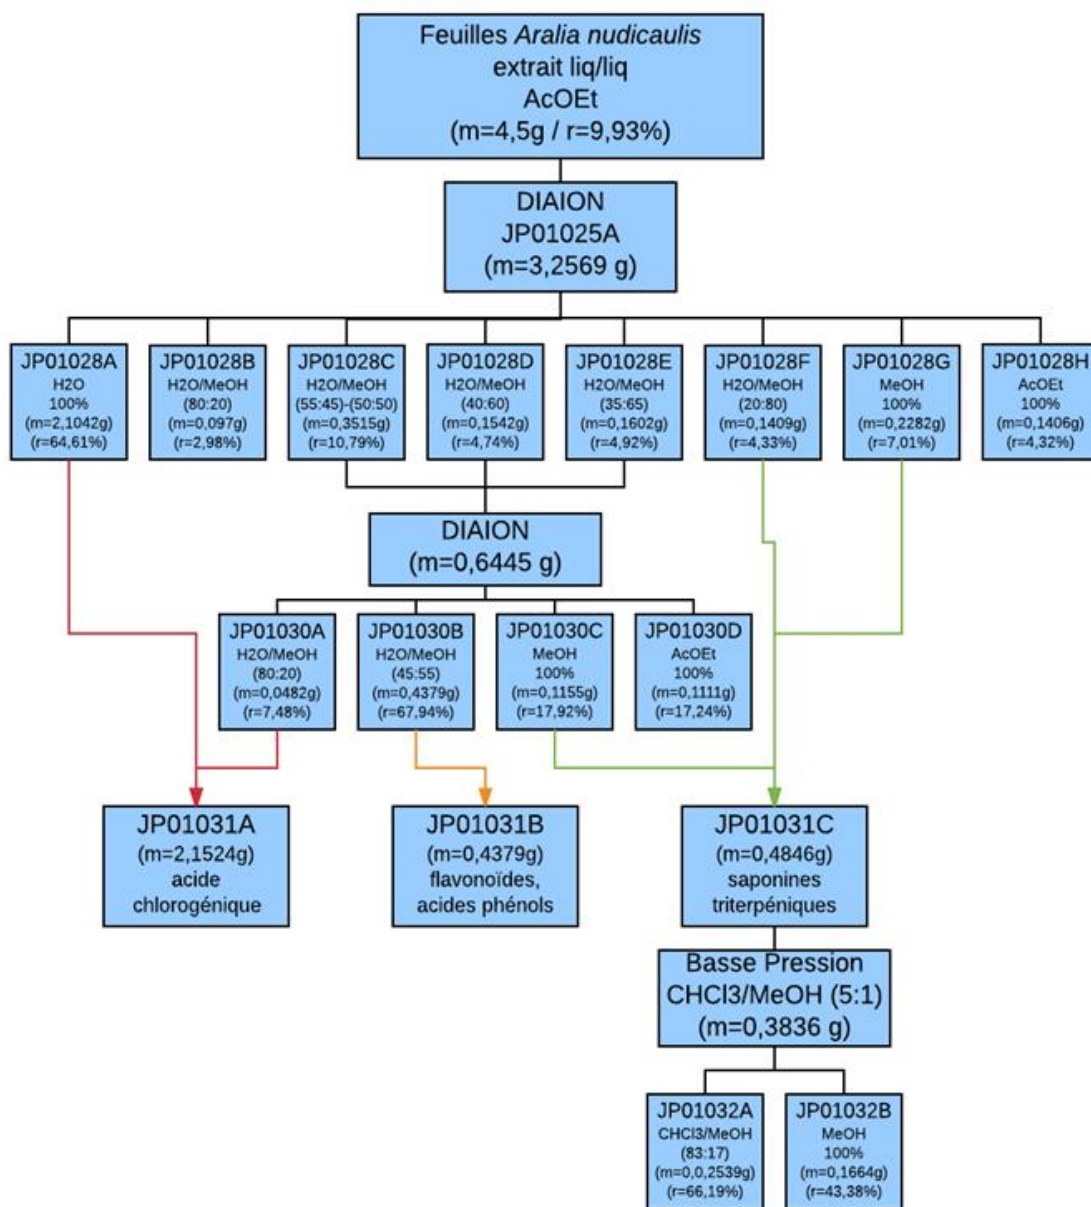 Feuilles Aralia nudicaulis
extrait liq/liq
AcOEt
(m=4,5g / r=9,93%)
DIAION
JP01025A
(m=3,2569 g)
JP01028A
H2O
100%
(m=2,1042g)
(r=64,61%)
JP01028B
H2O/MeOH
(80:20)
(m=0,097g)
(r=2,98%)
JP01028C
H2O/MeOH
(55:45)-(50:50)
(m=0,3515g)
(r=10,79%)
JP01028D
H2O/MeOH
(40:60)
(m=0,1542g)
(r=4,74%)
JP01028E
H2O/MeOH
(35:65)
(m=0,1602g)
(r=4,92%)
JP01028F
H2O/MeOH
(20:80)
(m=0,1409g)
(r=4,33%)
JP01028G
MeOH
100%
(m=0,2282g)
(r=7,01%)
JP01028H
AcOEt
100%
(m=0,1406g)
(r=4,32%)
DIAION
(m=0,6445 g)
JP01030A
H2O/MeOH
(80:20)
(m=0,0482g)
(r=7,48%)
JP01030B
H2O/MeOH
(45:55)
(m=0,4379g)
(r=67,94%)
JP01030C
MeOH
100%
(m=0,1155g)
(r=17,92%)
JP01030D
AcOEt
100%
(m=0,1111g)
(r=17,24%)
JP01031A
(m=2,1524g)
acide
chlorogénique
JP01031B
(m=0,4379g)
flavonoïdes,
acides phénols
JP01031C
(m=0,4846g)
saponines
triterpéniques
Basse Pression
CHCl3/MeOH (5:1)
(m=0,3836 g)
JP01032A
CHCl3/MeOH
(83:17)
(m=0,0,2539g)
(r=66,19%)
JP01032B
MeOH
100%
(m=0,1664g)
(r=43,38%)